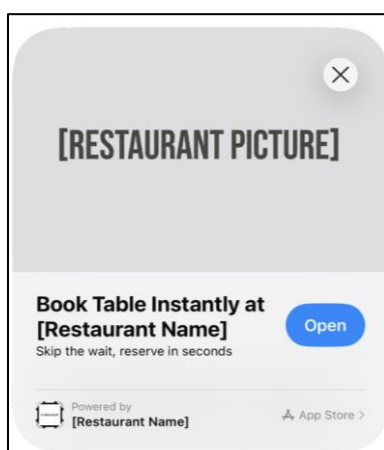 [RESTAURANT PICTURE]
Book Table Instantly at
[Restaurant Name]
Open
Skip the wait, reserve in seconds
Powered by
[Restaurant Name]
App Store >